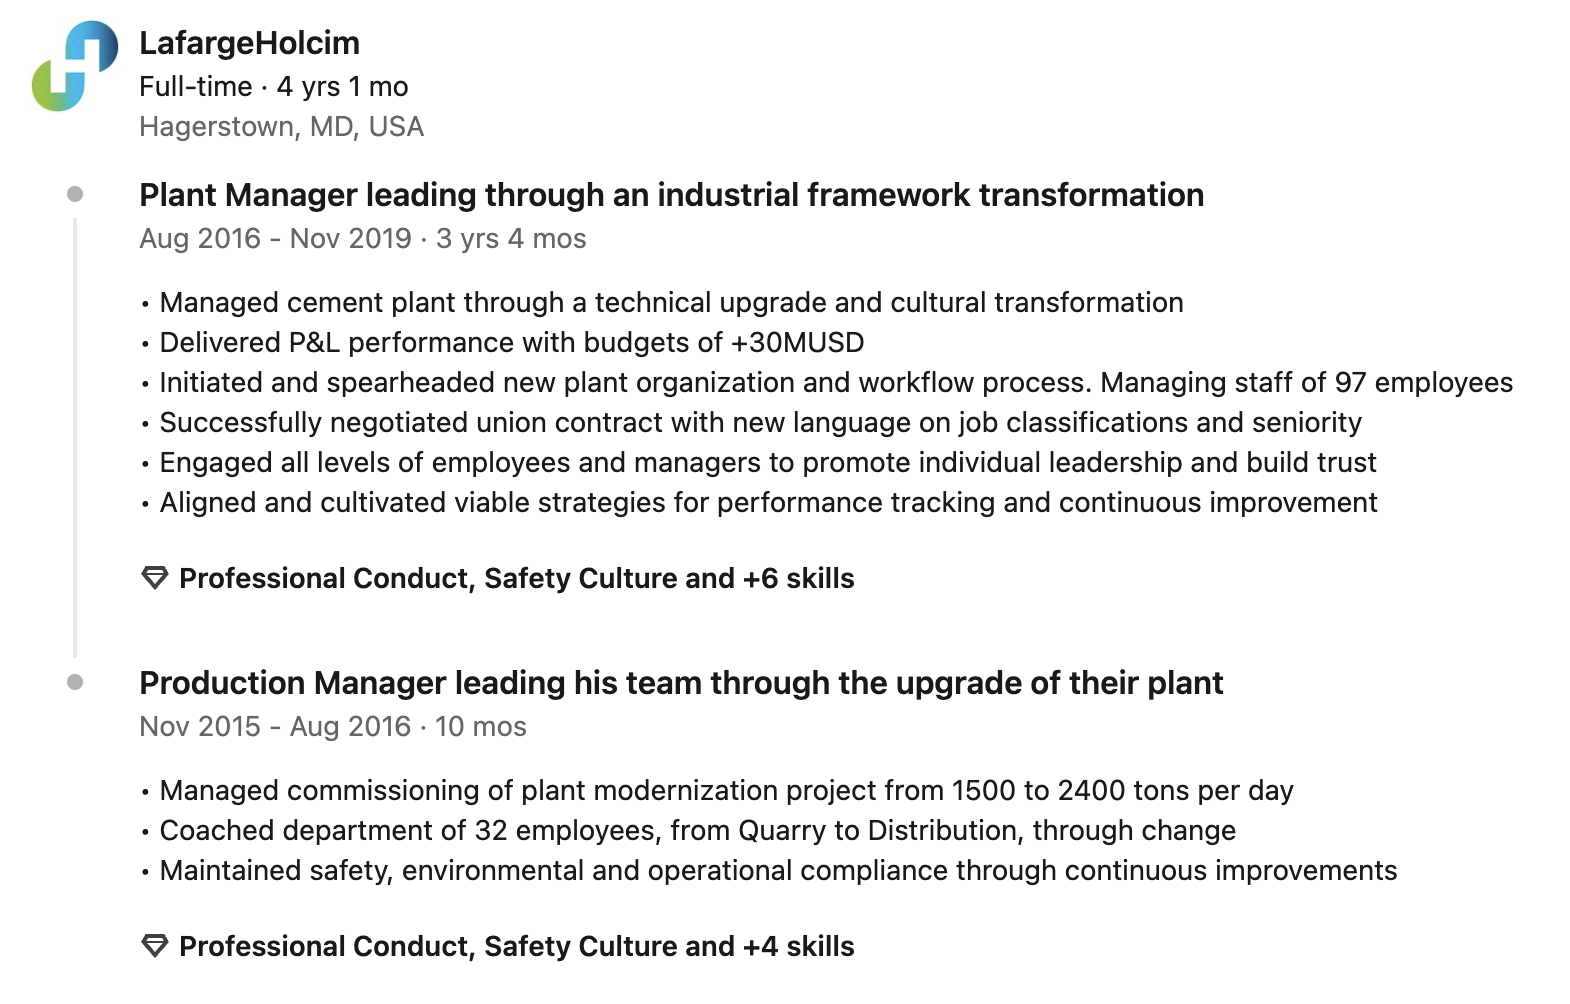 LafargeHolcim
Full-time · 4 yrs 1 mo
Hagerstown, MD, USA
Plant Manager leading through an industrial framework transformation
Aug 2016 - Nov 2019 · 3 yrs 4 mos
• Managed cement plant through a technical upgrade and cultural transformation
• Delivered P&L performance with budgets of +30MUSD
• Initiated and spearheaded new plant organization and workflow process. Managing staff of 97 employees
• Successfully negotiated union contract with new language on job classifications and seniority
• Engaged all levels of employees and managers to promote individual leadership and build trust
• Aligned and cultivated viable strategies for performance tracking and continuous improvement
Professional Conduct, Safety Culture and +6 skills
Production Manager leading his team through the upgrade of their plant
Nov 2015 - Aug 2016 · 10 mos
• Managed commissioning of plant modernization project from 1500 to 2400 tons per day
• Coached department of 32 employees, from Quarry to Distribution, through change
• Maintained safety, environmental and operational compliance through continuous improvements
Professional Conduct, Safety Culture and +4 skills